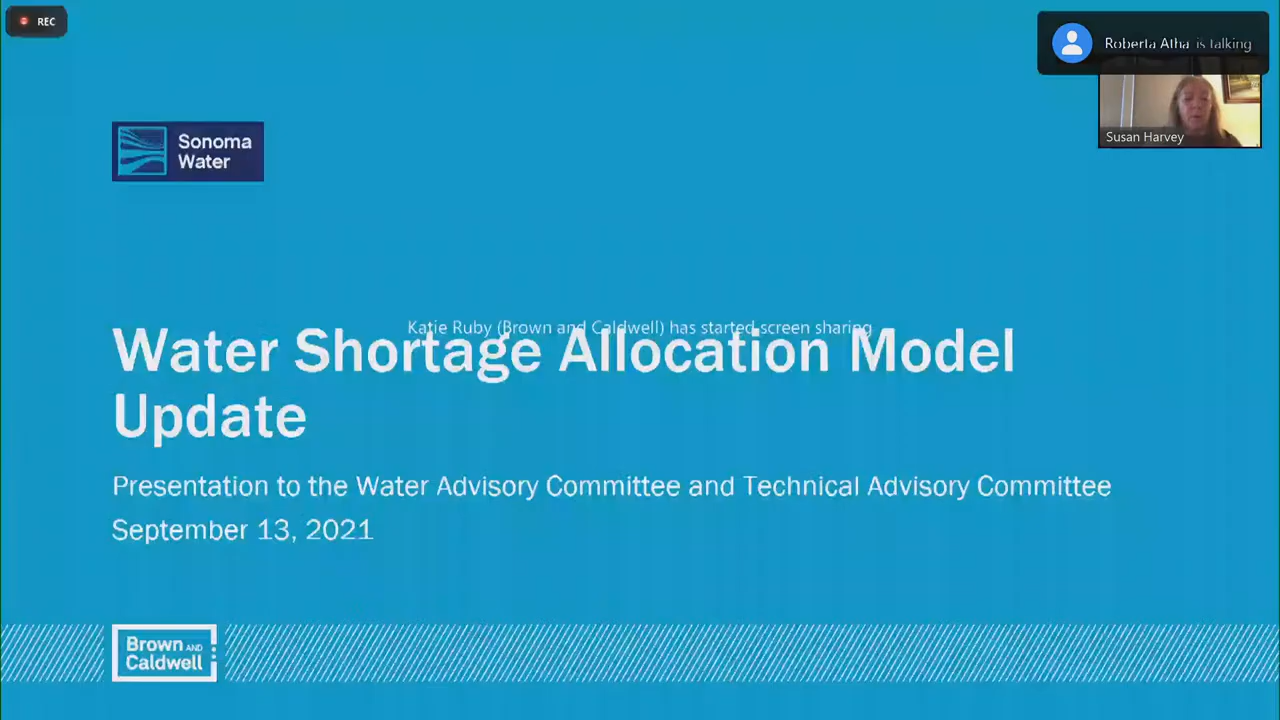 REC
Roberta Atha is talking
Susan Harvey
Sonoma
Water
Katie Ruby (Brown and Caldwell) has started screen sharing
Water Shortage Allocation Model
Update
Presentation to the Water Advisory Committee and Technical Advisory Committee
September 13, 2021
Brown AND
Caldwell